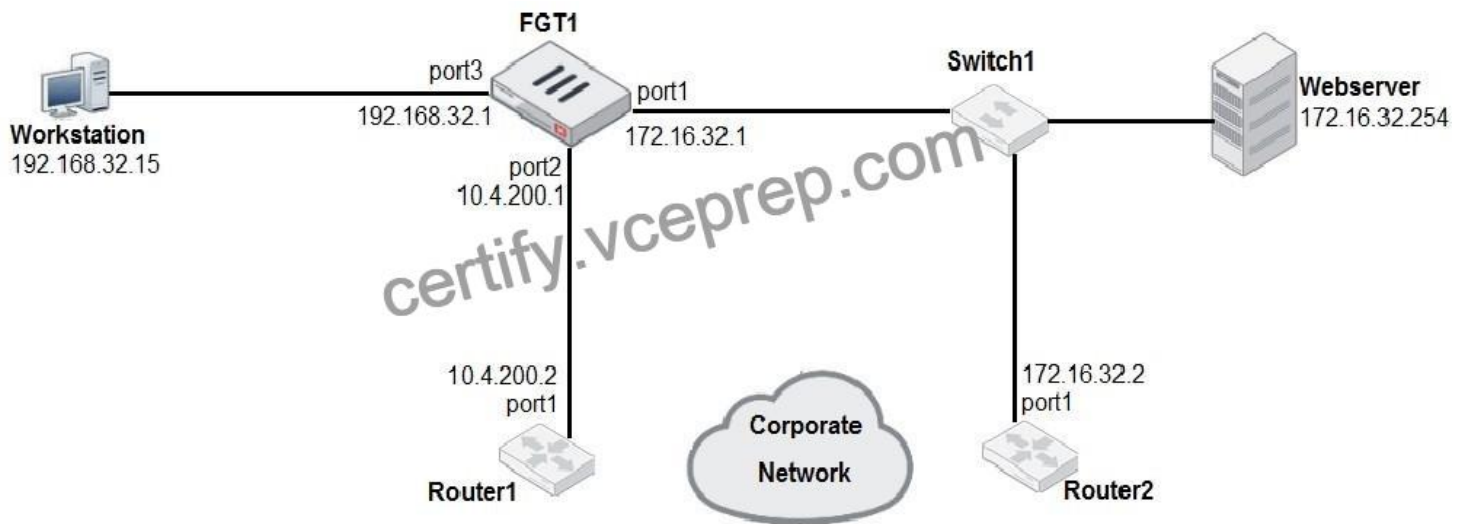 FGT1
port3
192.168.32.1
port1
172.16.32.1
port2
10.4.200.1
Workstation
192.168.32.15
Switch1
Webserver
172.16.32.254
certify.vceprep.com
10.4.200.2
port1
Router1
Corporate
Network
172.16.32.2
port1
Router2